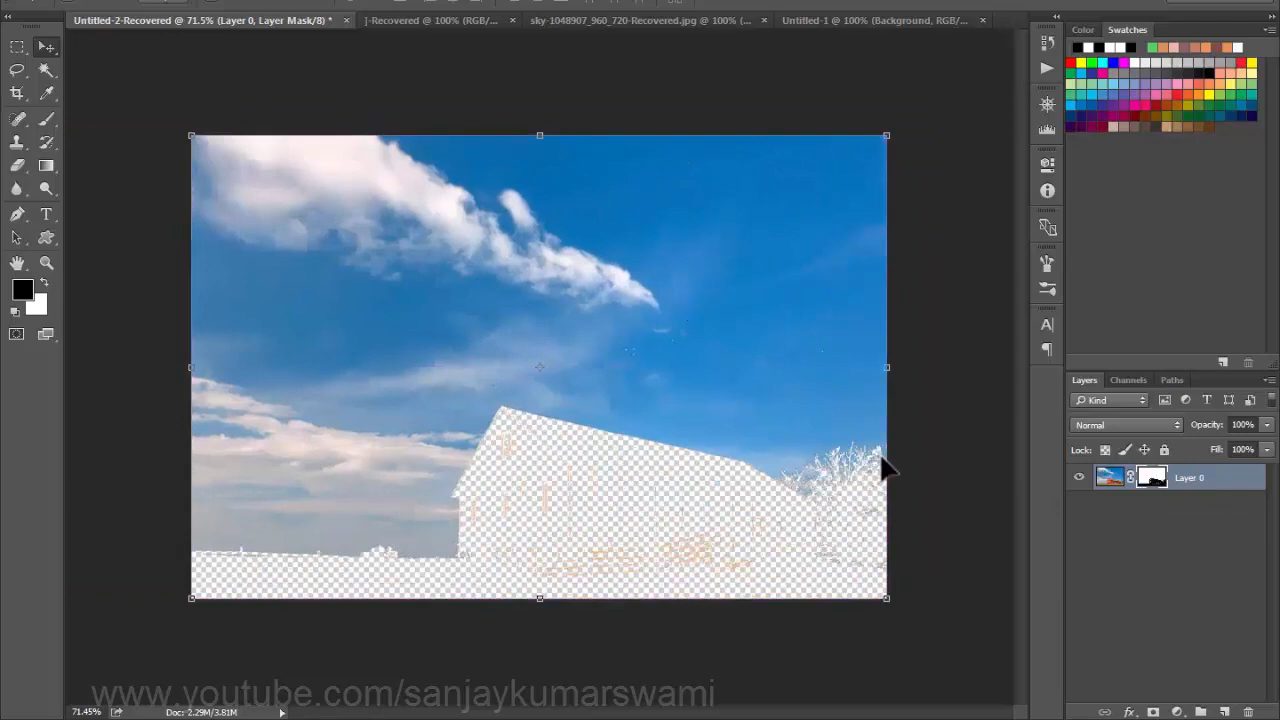 Untitled-2-Recovered @ 71.5% (Layer 0, Layer Mask/8) *
]-Recovered @ 100% (RGB/...
sky-1048907_960_720-Recovered.jpg @ 100% (...
Untitled-1 @ 100% (Background, RGB/...
Color
Swatches
Layers
Channels
Paths
Kind
Normal
Opacity: 100%
Lock:
Fill: 100%
Layer 0
www.youtube.com/sanjaykumarswami
71.45%
Doc: 2.29M/3.81M